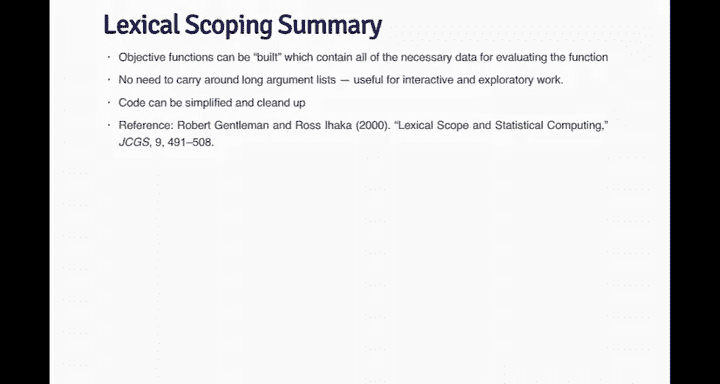 Lexical Scoping Summary
· Objective functions can be “built” which contain all of the necessary data for evaluating the function
· No need to carry around long argument lists — useful for interactive and exploratory work.
· Code can be simplified and cleand up
· Reference: Robert Gentleman and Ross Ihaka (2000). “Lexical Scope and Statistical Computing,”
JCGS, 9, 491–508.